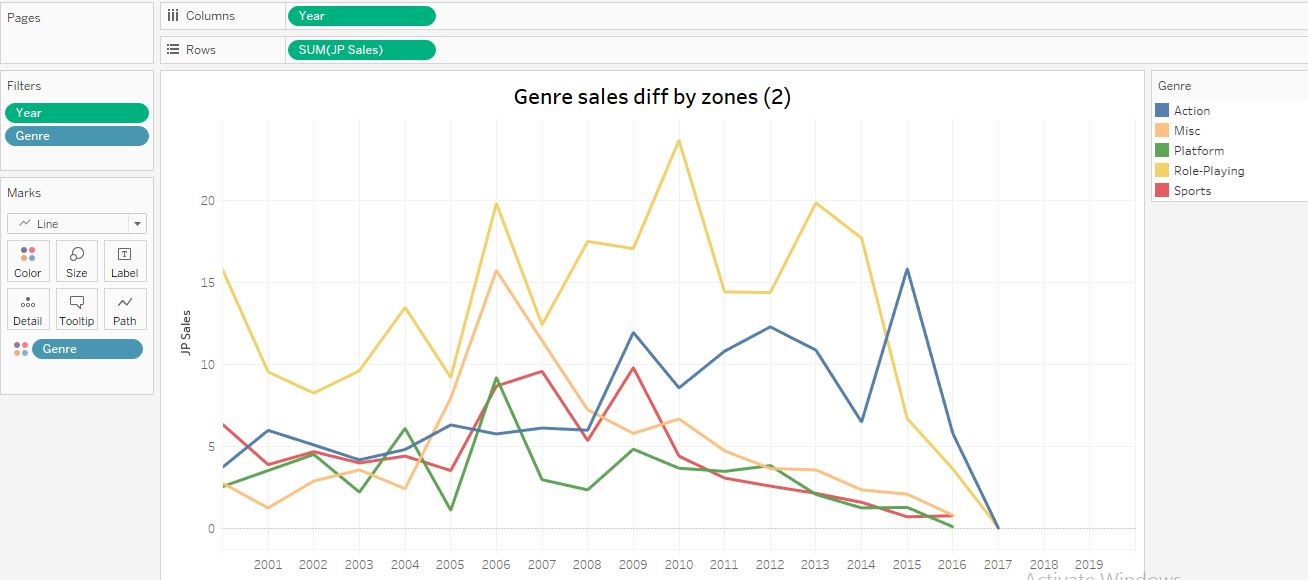 Pages
Columns
Year
Rows
SUM(JP Sales)
Filters
Year
Genre
Marks
Line
Color
Size
Label
Detail
Tooltip
Path
Genre
Genre sales diff by zones (2)
JP Sales
20
15
10
5
0
2001 2002 2003 2004 2005 2006 2007 2008 2009 2010 2011 2012 2013 2014 2015 2016 2017 2018 2019
Genre
Action
Misc
Platform
Role-Playing
Sports
Activate Windows